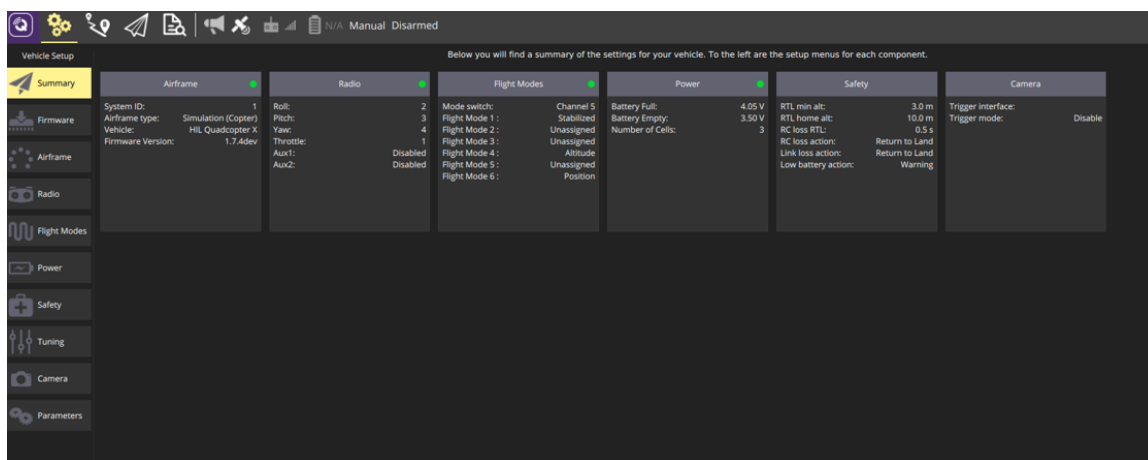 N/A Manual Disarmed
Vehicle Setup
Below you will find a summary of the settings for your vehicle. To the left are the setup menus for each component.
Summary
Firmware
Airframe
Radio
Flight Modes
Power
Safety
Tuning
Camera
Parameters
Airframe
System ID: 1
Airframe type: Simulation (Copter)
Vehicle: HIL Quadcopter X
Firmware Version: 1.7.4dev
Radio
Roll: 2
Pitch: 3
Yaw: 4
Throttle: 1
Aux1: Disabled
Aux2: Disabled
Flight Modes
Mode switch: Channel 5
Flight Mode 1 : Stabilized
Flight Mode 2 : Unassigned
Flight Mode 3 : Unassigned
Flight Mode 4 : Altitude
Flight Mode 5 : Unassigned
Flight Mode 6 : Position
Power
Battery Full: 4.05 V
Battery Empty: 3.50 V
Number of Cells: 3
Safety
RTL min alt: 3.0 m
RTL home alt: 10.0 m
RC loss RTL: 0.5 s
RC loss action: Return to Land
Link loss action: Return to Land
Low battery action: Warning
Camera
Trigger interface:
Trigger mode: Disable